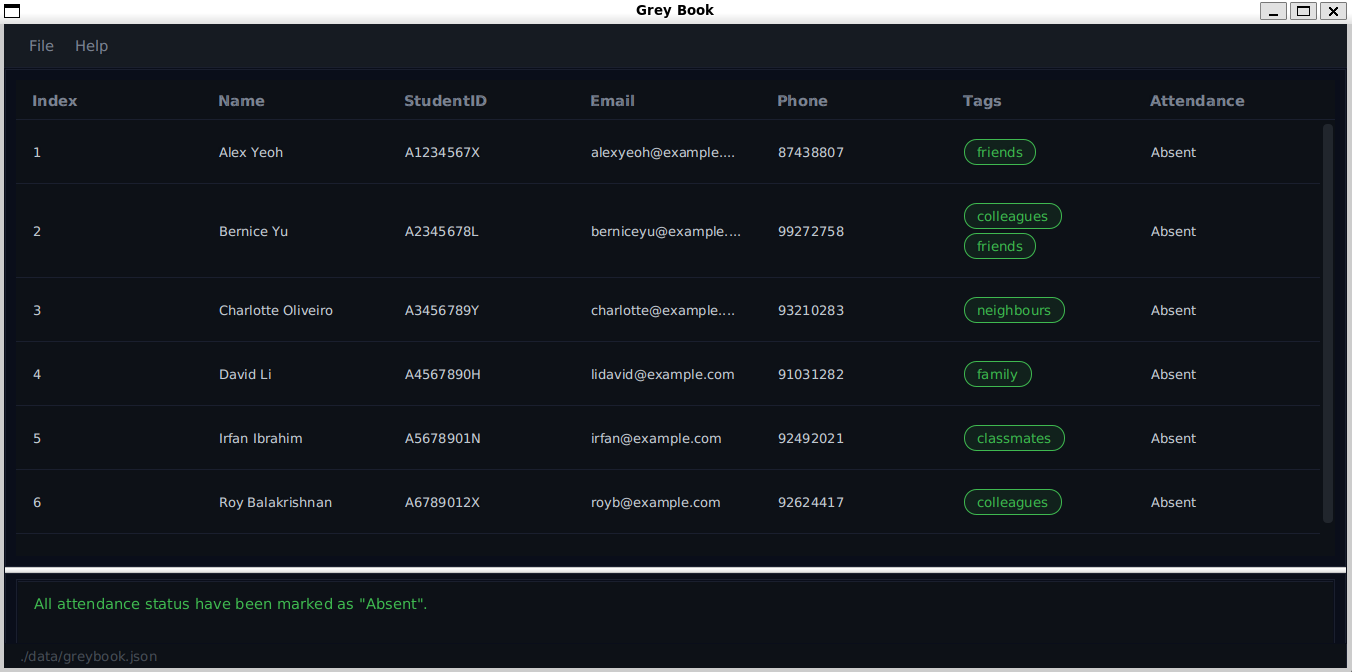 Grey Book
File Help
Index Name StudentID Email Phone Tags Attendance
1 Alex Yeoh A1234567X alexyeoh@example.... 87438807 friends Absent
colleagues
2 Bernice Yu A2345678L berniceyu@example.... 99272758 Absent
friends
3 Charlotte Oliveiro A3456789Y charlotte@example.... 93210283 neighbours Absent
4 David Li A4567890H lidavid@example.com 91031282 family Absent
5 Irfan Ibrahim A5678901N irfan@example.com 92492021 classmates Absent
6 Roy Balakrishnan A6789012X royb@example.com 92624417 colleagues Absent
All attendance status have been marked as "Absent".
./data/greybook.json